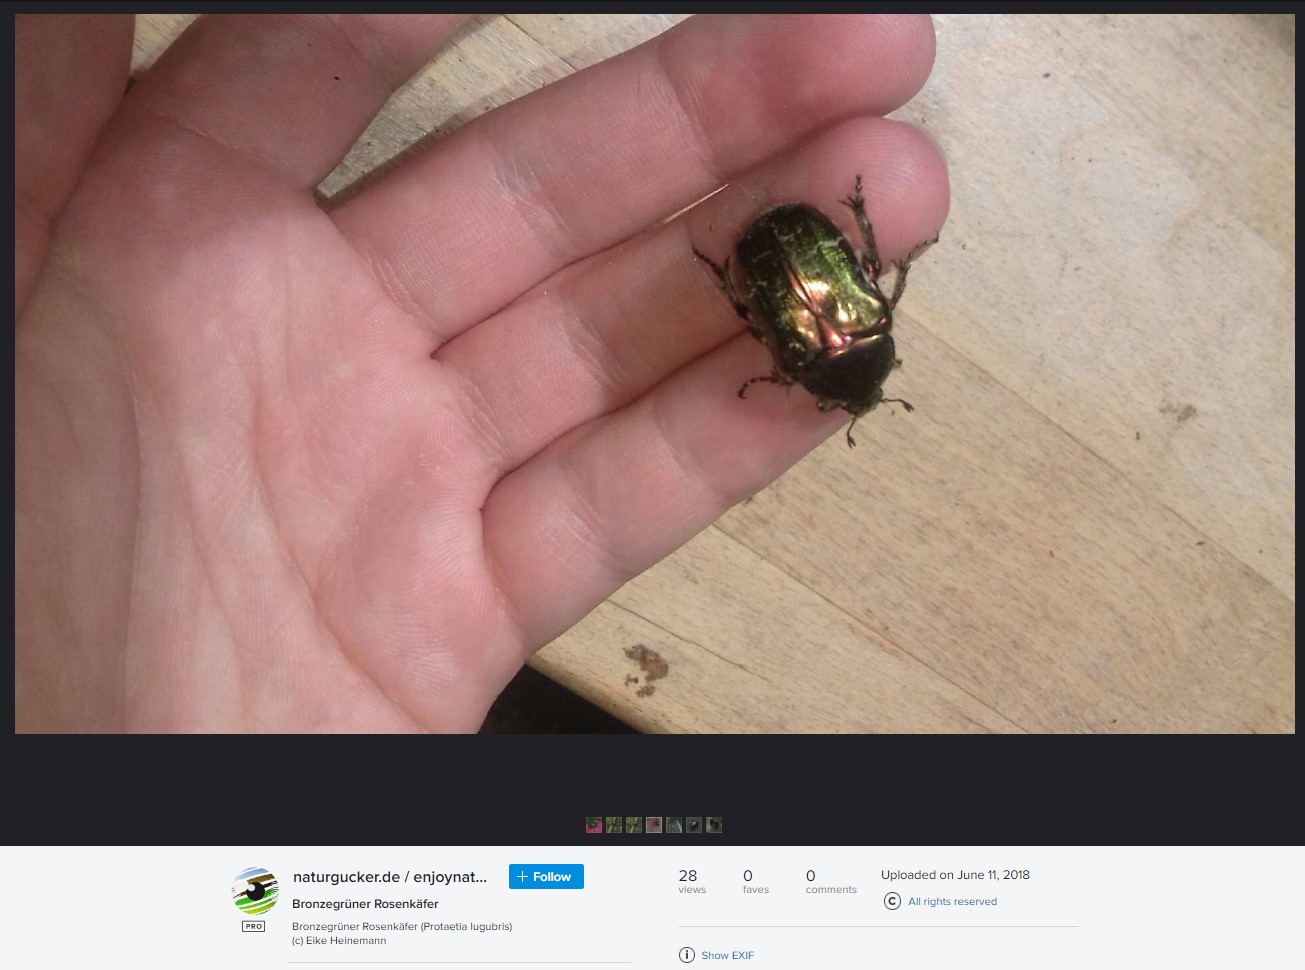 naturgucker.de / enjoynat...
+ Follow
PRO
Bronzegrüner Rosenkäfer
Bronzegrüner Rosenkäfer (Protaetia lugubris)
(c) Eike Heinemann
28
views
0
faves
0
comments
Uploaded on June 11, 2018
All rights reserved
Show EXIF